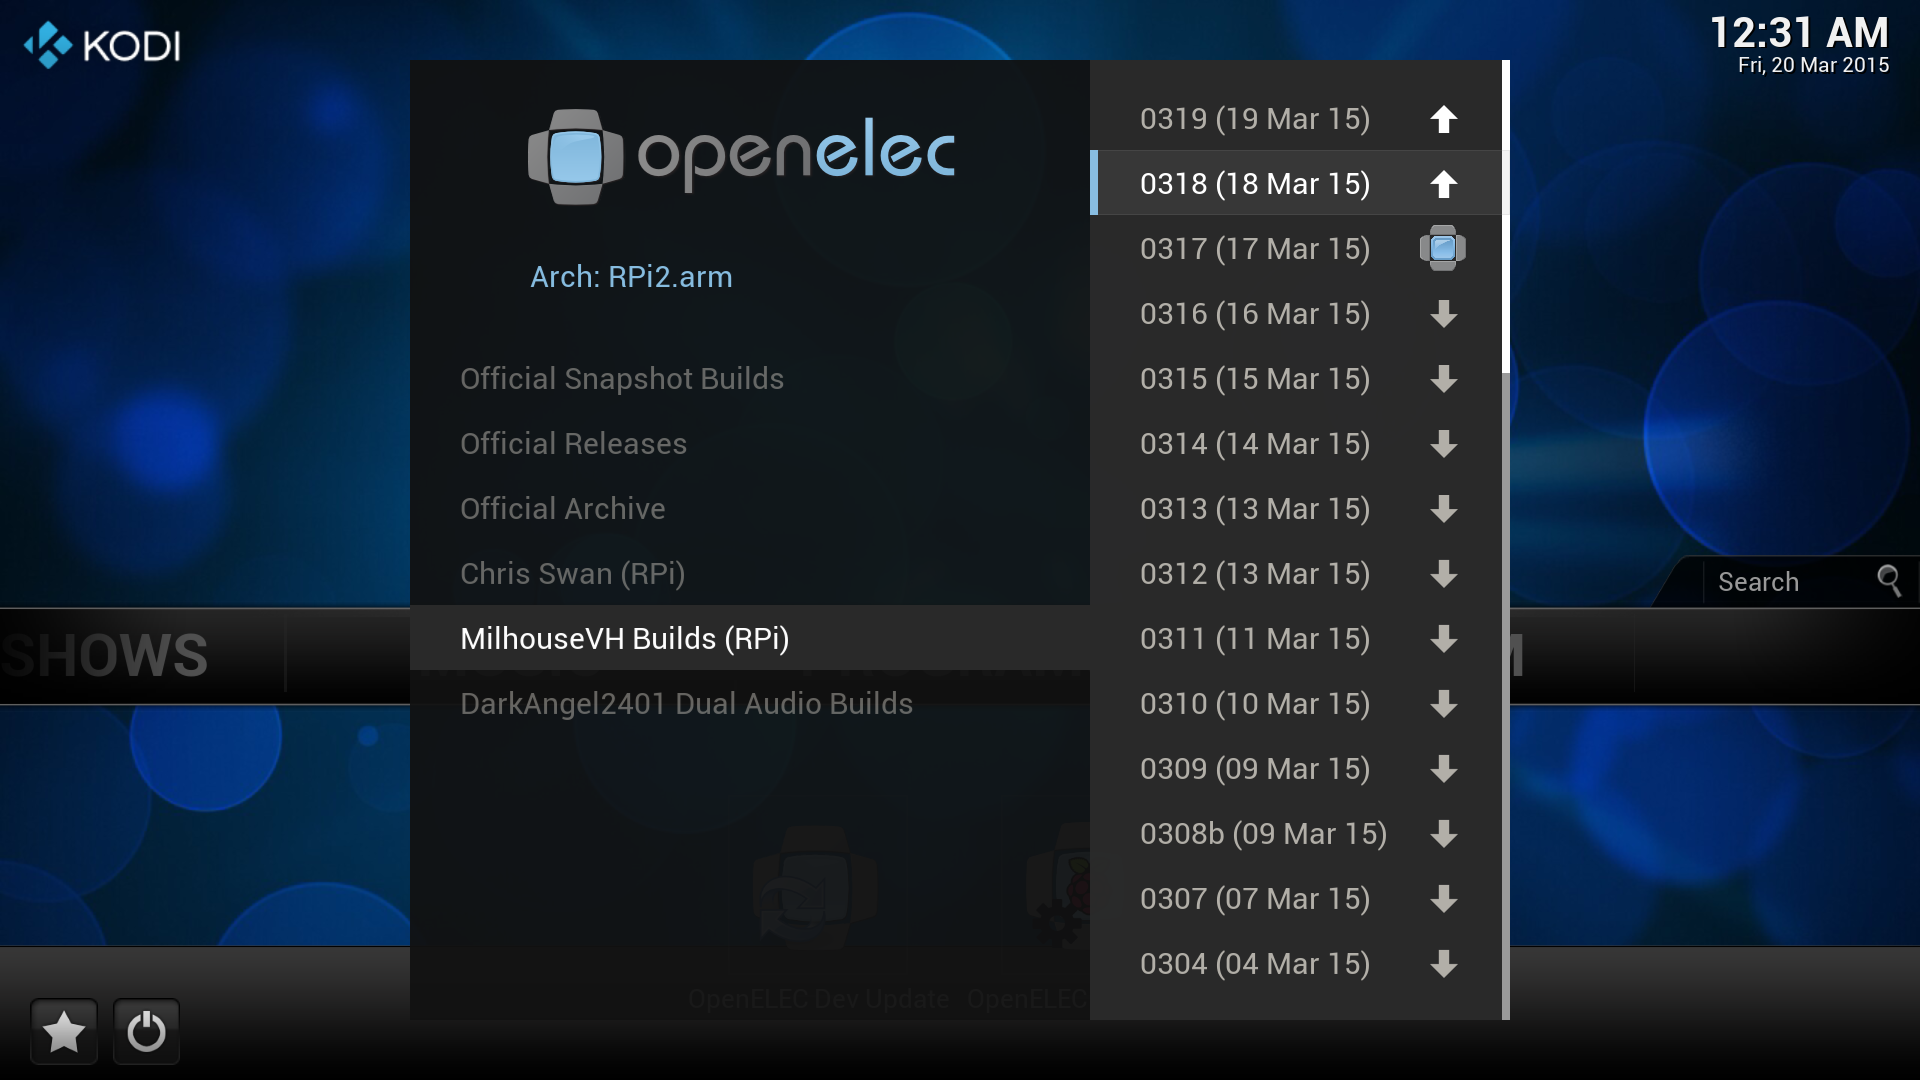 KODI
12:31 AM
Fri, 20 Mar 2015
openelec
Arch: RPi2.arm
Official Snapshot Builds
Official Releases
Official Archive
Chris Swan (RPi)
MilhouseVH Builds (RPi)
DarkAngel2401 Dual Audio Builds
0319 (19 Mar 15)
0318 (18 Mar 15)
0317 (17 Mar 15)
0316 (16 Mar 15)
0315 (15 Mar 15)
0314 (14 Mar 15)
0313 (13 Mar 15)
0312 (13 Mar 15)
0311 (11 Mar 15)
0310 (10 Mar 15)
0309 (09 Mar 15)
0308b (09 Mar 15)
0307 (07 Mar 15)
0304 (04 Mar 15)
Search
SHOWS
OpenELEC Dev Update OpenELEC